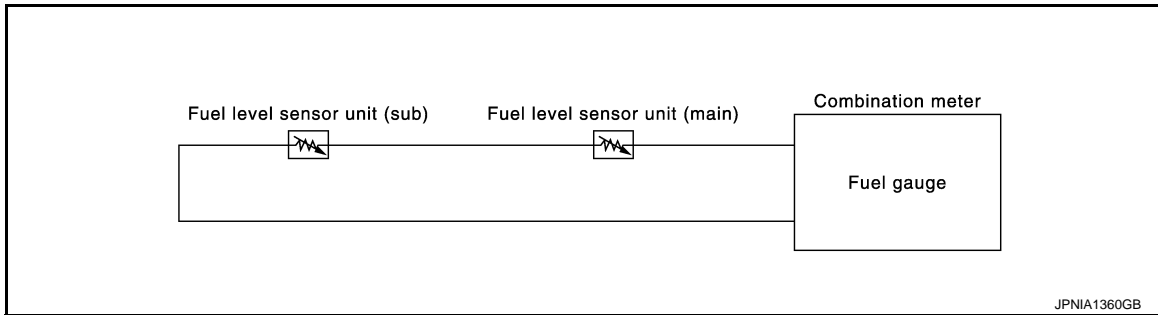 Combination meter
Fuel level sensor unit (sub)
Fuel level sensor unit (main)
Fuel gauge
JPNIA1360GB